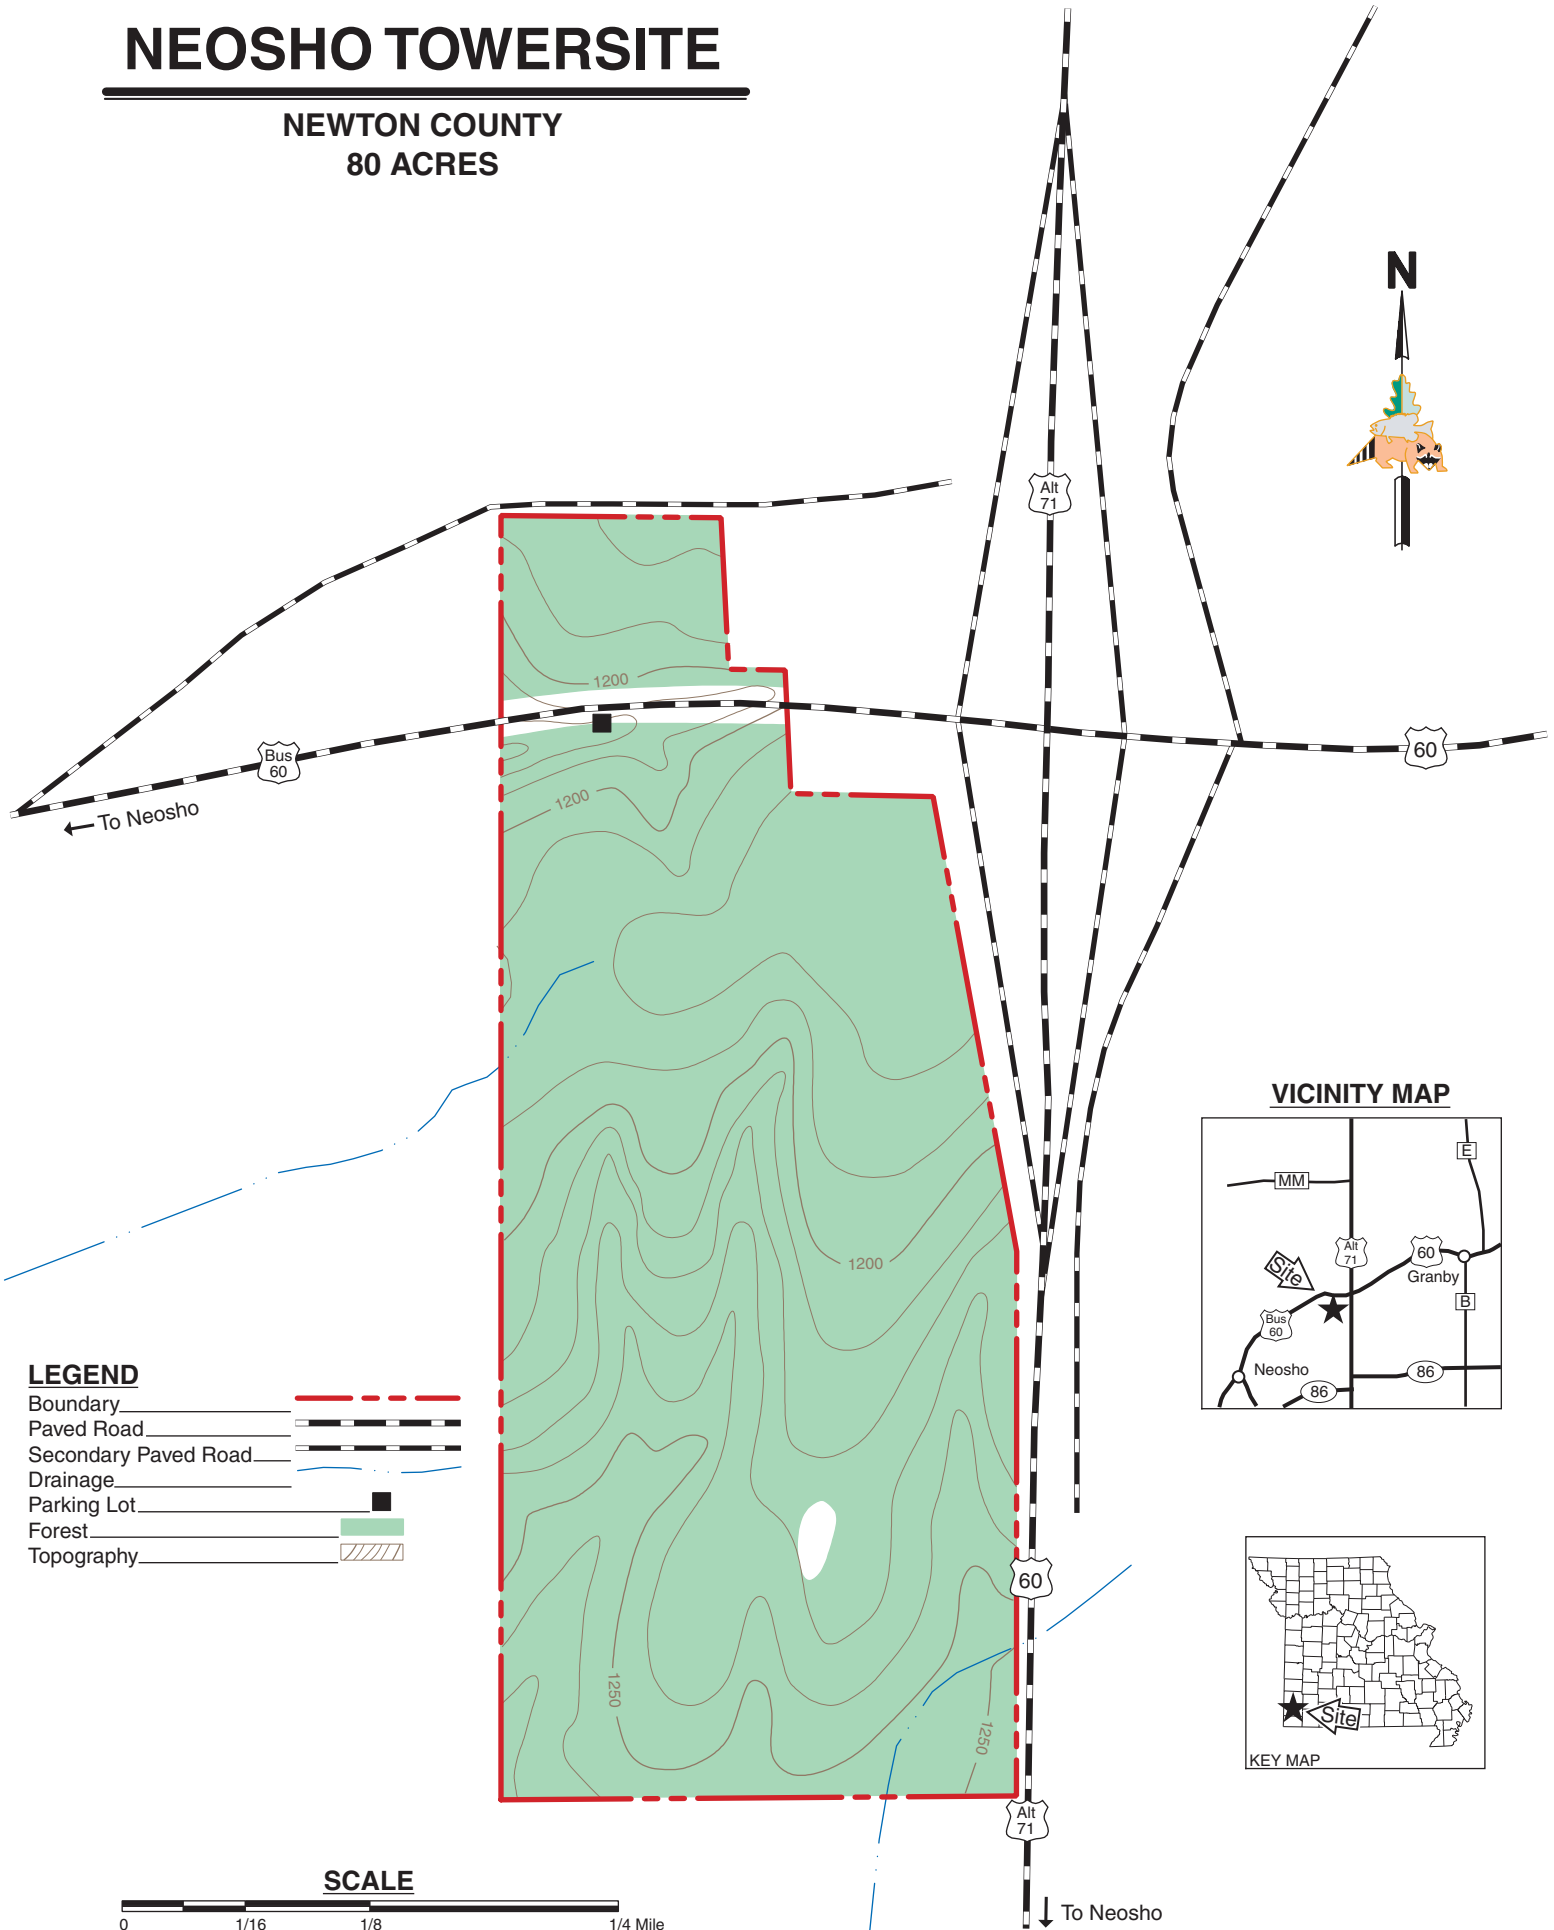 NEOSHO TOWERSITE
NEWTON COUNTY
80 ACRES
N
Alt
71
1200
Bus
60
60
To Neosho
1200
VICINITY MAP
E
MM
Alt
71
60
Site
Granby
Bus
60
B
Neosho
86
86
1200
LEGEND
Boundary
Paved Road
Secondary Paved Road
Drainage
Parking Lot
Forest
Topography
60
1250
1250
Site
KEY MAP
Alt
71
SCALE
0 1/16 1/8 1/4 Mile
To Neosho